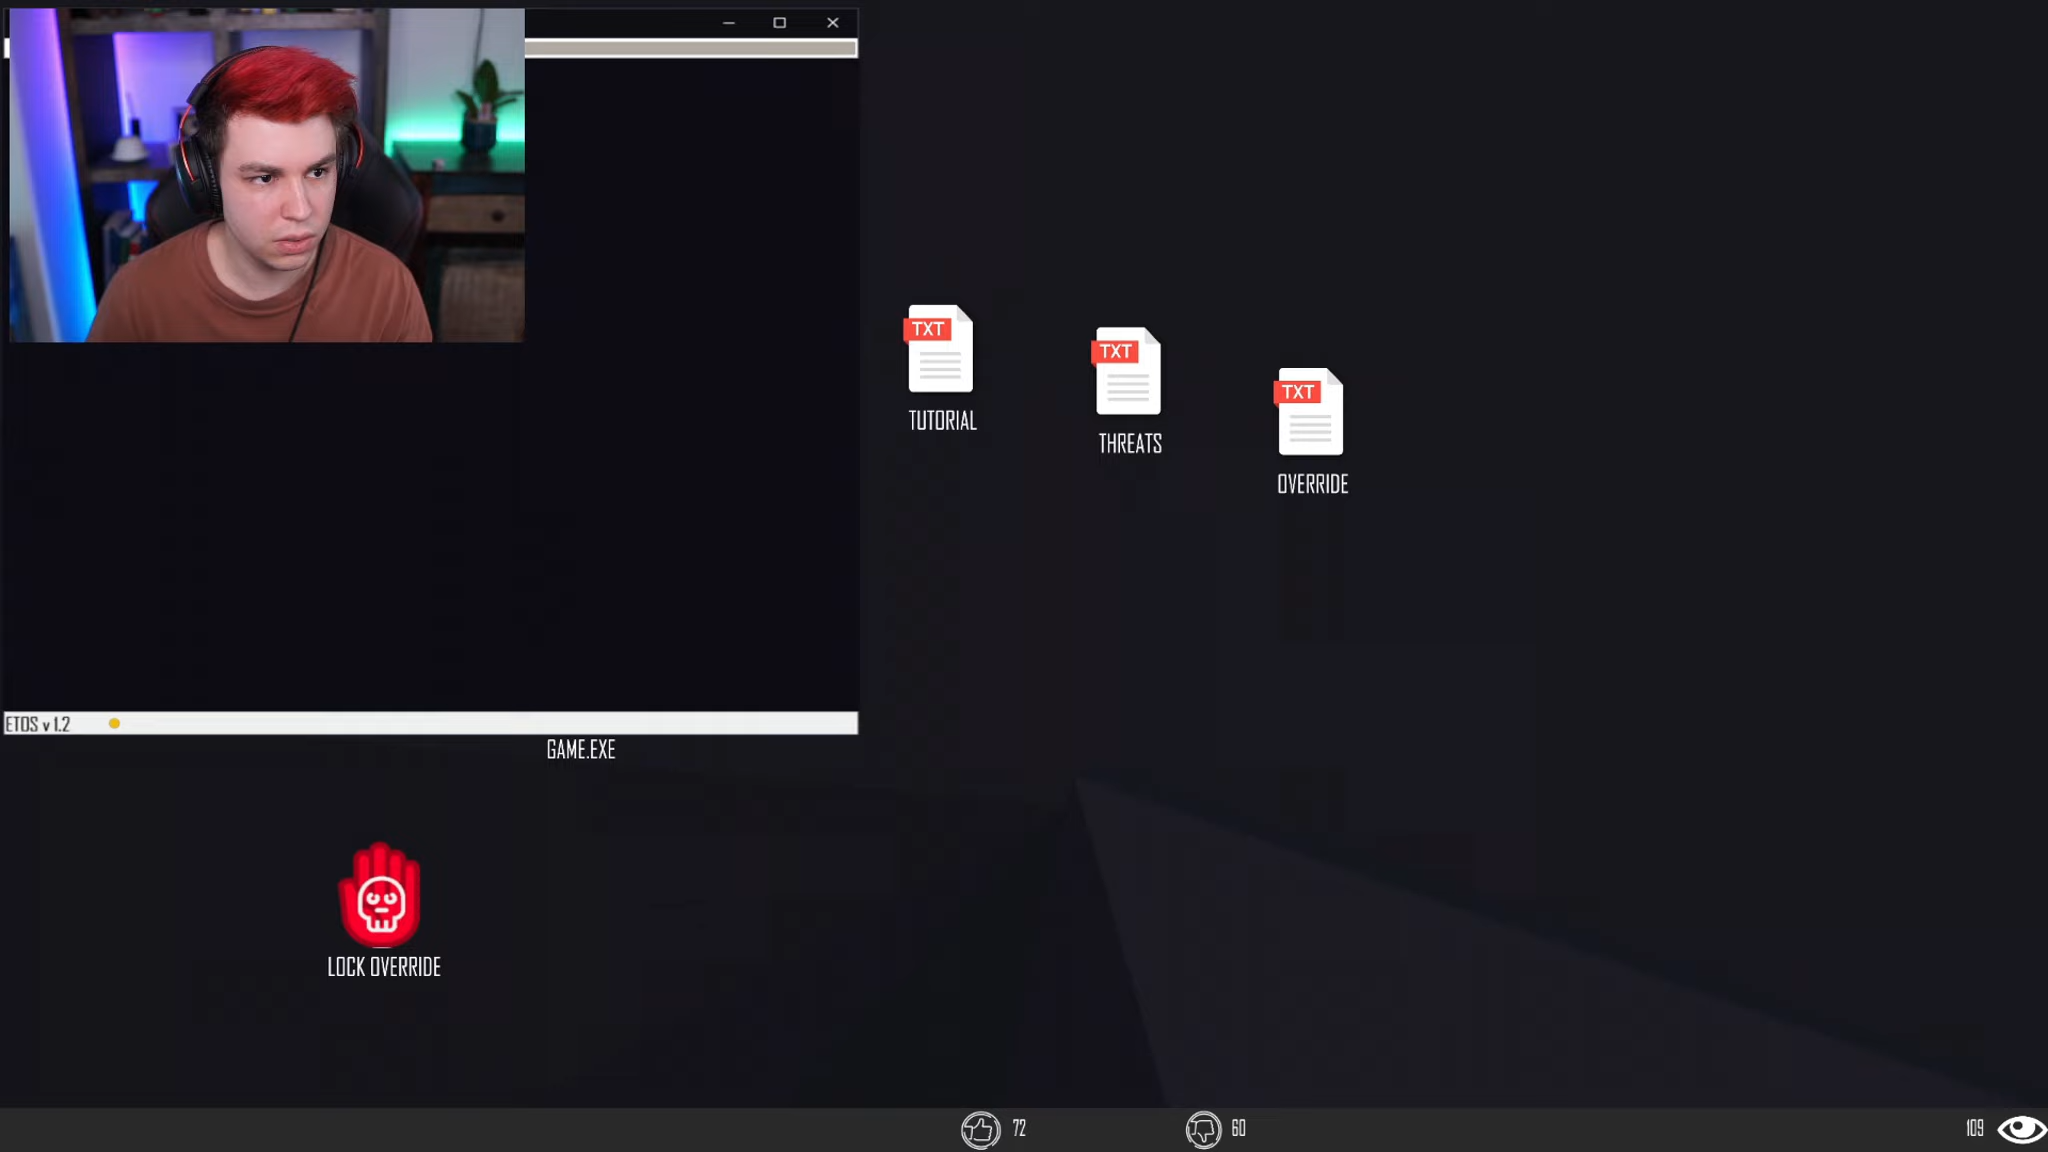 TXT
TUTORIAL
TXT
THREATS
TXT
OVERRIDE
ETOS v 1.2
GAME.EXE
LOCK OVERRIDE
72
60
109